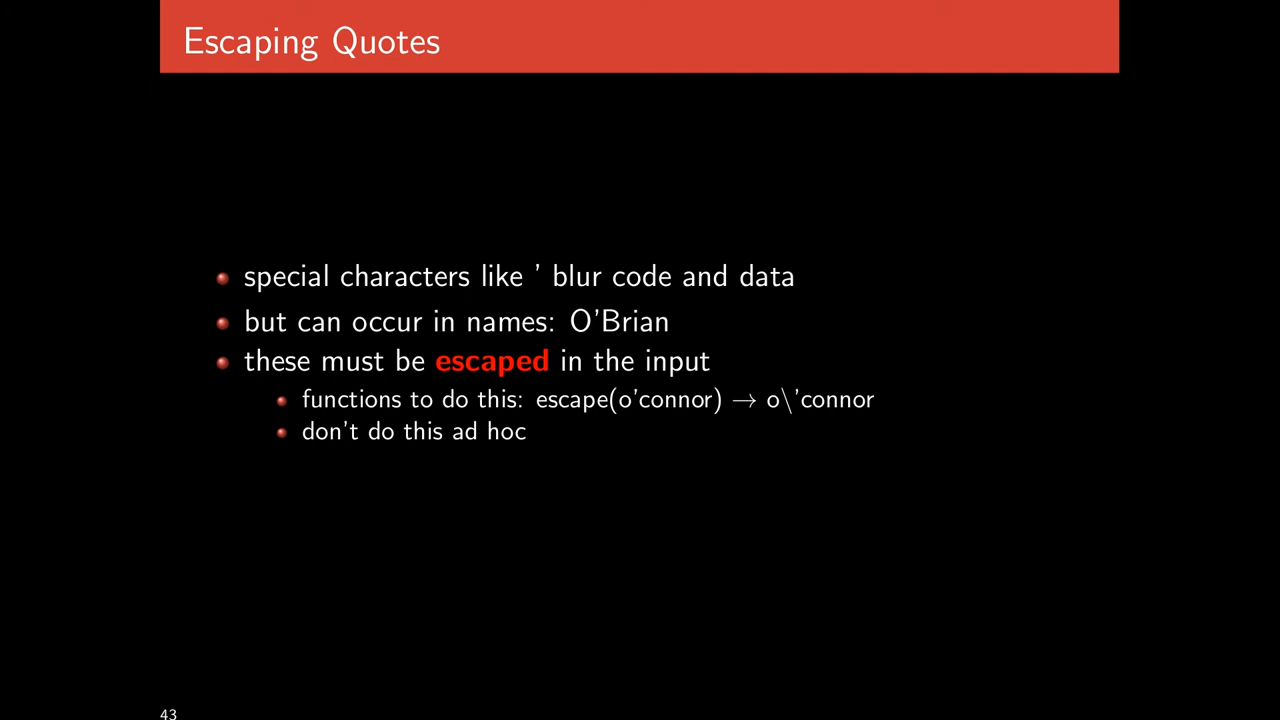 Escaping Quotes
special characters like ' blur code and data
but can occur in names: O'Brian
these must be escaped in the input
functions to do this: escape(o'connor) → o\'connor
don't do this ad hoc
43